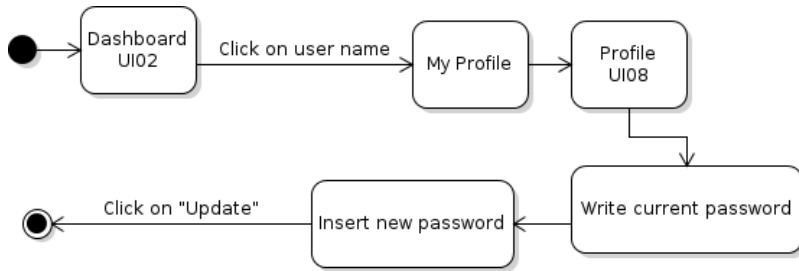 Dashboard
UI02
Click on user name
My Profile
Profile
UI08
Write current password
Insert new password
Click on "Update"